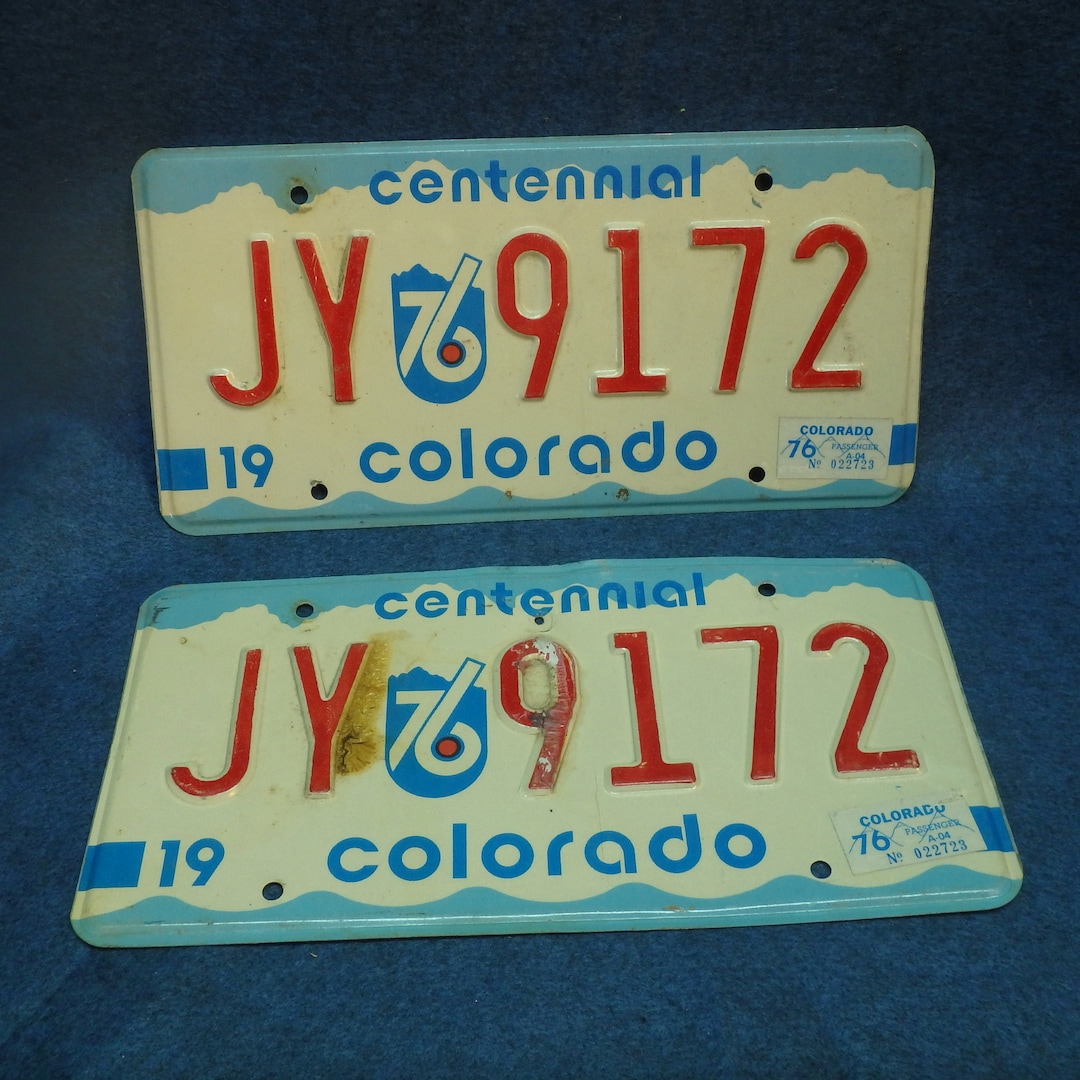 centennial
JY 76 9172
19 colorado
COLORADO
76 PASSENGER
A-04
Nº 022723
centennial
JY 76 9172
19 colorado
COLORADO
76 PASSENGER
A-04
Nº 022723